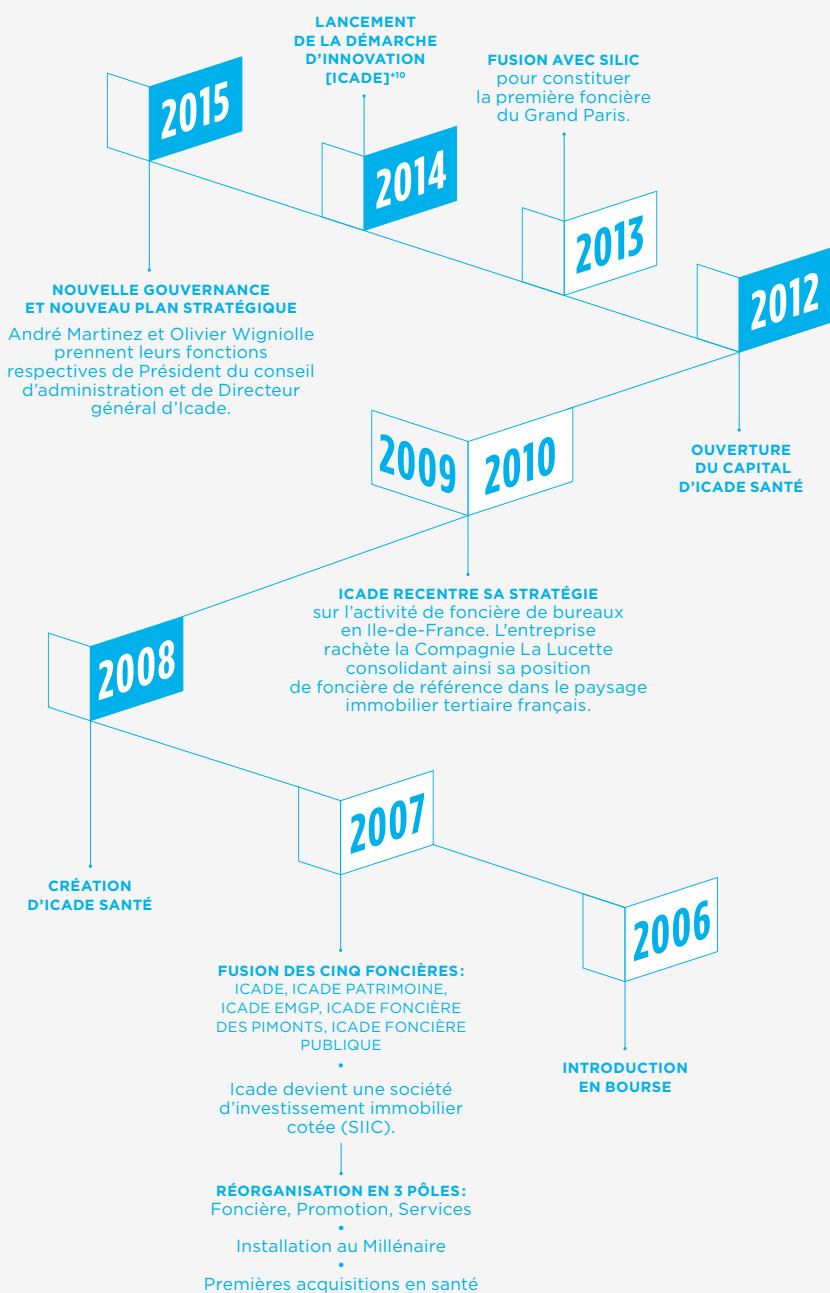 LANCEMENT
DE LA DÉMARCHE
D'INNOVATION
[ICADE]⁺¹⁰
FUSION AVEC SILIC
pour constituer
la première foncière
du Grand Paris.
2015
2014
2013
2012
NOUVELLE GOUVERNANCE
ET NOUVEAU PLAN STRATÉGIQUE
André Martinez et Olivier Wigniolle
prennent leurs fonctions
respectives de Président du conseil
d'administration et de Directeur
général d'Icade.
OUVERTURE
DU CAPITAL
D'ICADE SANTÉ
2009
2010
ICADE RECENTRE SA STRATÉGIE
sur l'activité de foncière de bureaux
en Ile-de-France. L'entreprise
rachète la Compagnie La Lucette
consolidant ainsi sa position
de foncière de référence dans le paysage
immobilier tertiaire français.
2008
CRÉATION
D'ICADE SANTÉ
2007
FUSION DES CINQ FONCIÈRES :
ICADE, ICADE PATRIMOINE,
ICADE EMGP, ICADE FONCIÈRE
DES PIMONTS, ICADE FONCIÈRE
PUBLIQUE
Icade devient une société
d'investissement immobilier
cotée (SIIC).
RÉORGANISATION EN 3 PÔLES :
Foncière, Promotion, Services
Installation au Millénaire
Premières acquisitions en santé
2006
INTRODUCTION
EN BOURSE